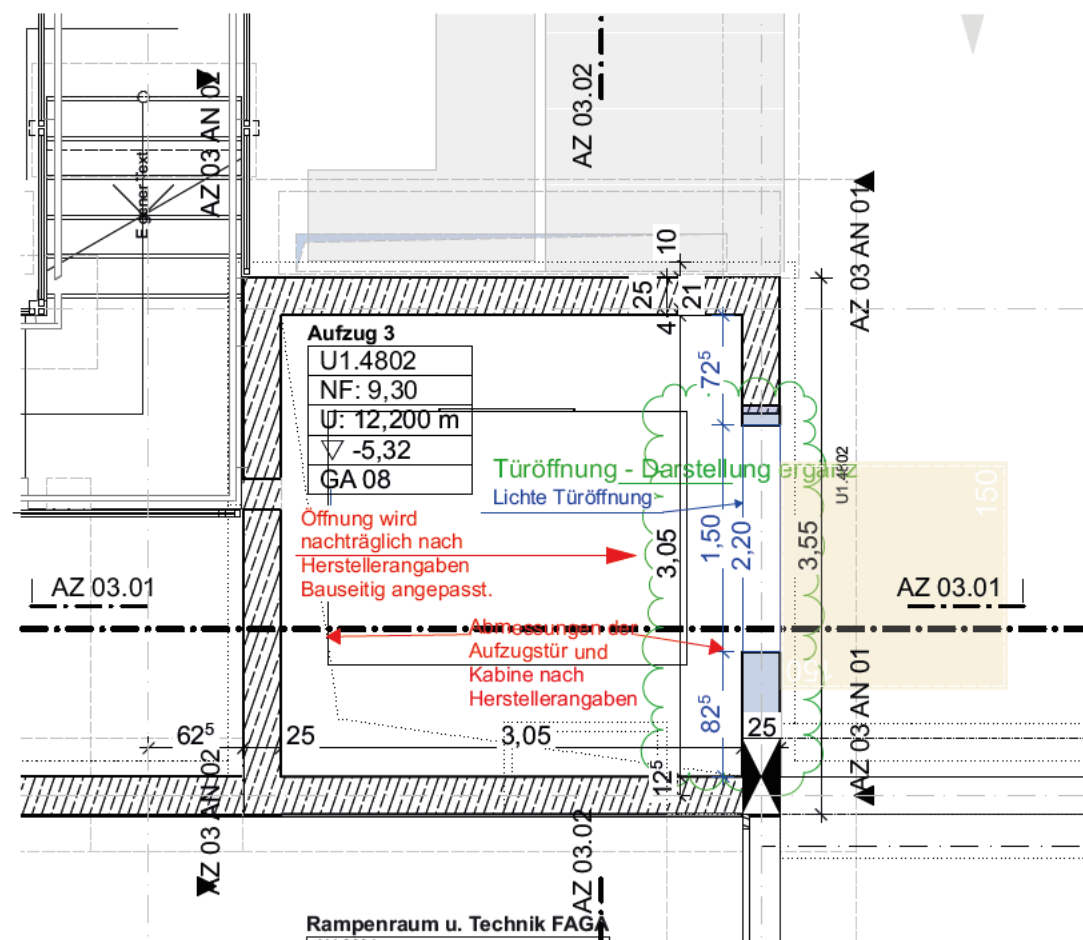 AZ 03 AN 02
Eigener Text
AZ 03.02
AZ 03 AN 01
10
25
21
4
Aufzug 3
U1.4802
NF: 9,30
U: 12,200 m
▽ -5,32
GA 08
72⁵
Türöffnung - Darstellung ergänz
Lichte Türöffnung
U1.4802
150
Öffnung wird
nachträglich nach
Herstellerangaben
Bauseitig angepasst.
3,05
1,50
2,20
3,55
AZ 03.01
AZ 03.01
Abmessungen der
Aufzugstür und
Kabine nach
Herstellerangaben
150
82⁵
62⁵
25
3,05
25
12⁵
AZ 03 AN 02
AZ 03.02
AZ 03 AN 01
Rampenraum u. Technik FAGA